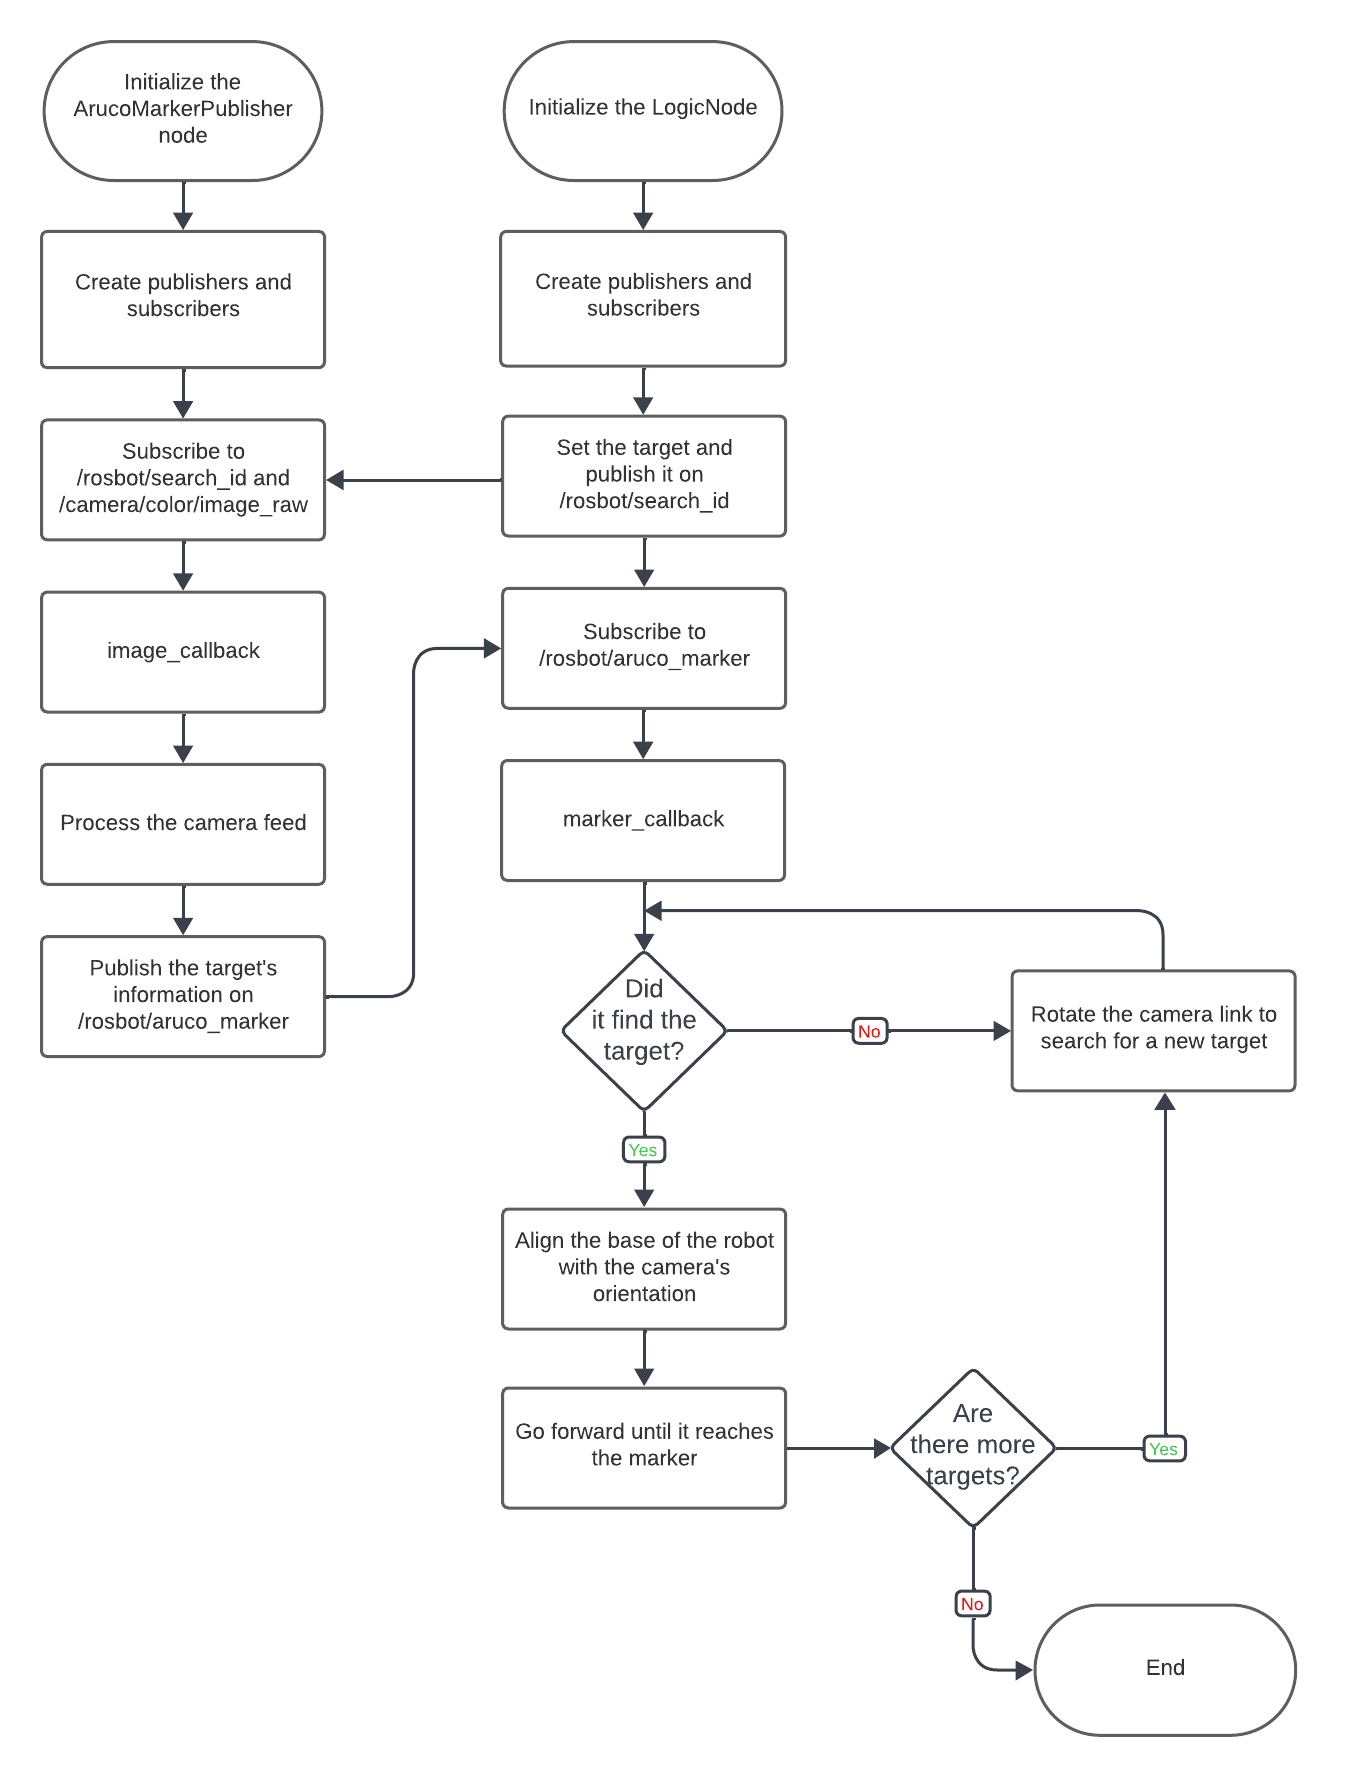 Initialize the
ArucoMarkerPublisher
node
Create publishers and
subscribers
Subscribe to
/rosbot/search_id and
/camera/color/image_raw
image_callback
Process the camera feed
Publish the target's
information on
/rosbot/aruco_marker
Initialize the LogicNode
Create publishers and
subscribers
Set the target and
publish it on
/rosbot/search_id
Subscribe to
/rosbot/aruco_marker
marker_callback
Did
it find the
target?
No
Rotate the camera link to
search for a new target
Yes
Align the base of the robot
with the camera's
orientation
Go forward until it reaches
the marker
Are
there more
targets?
Yes
No
End